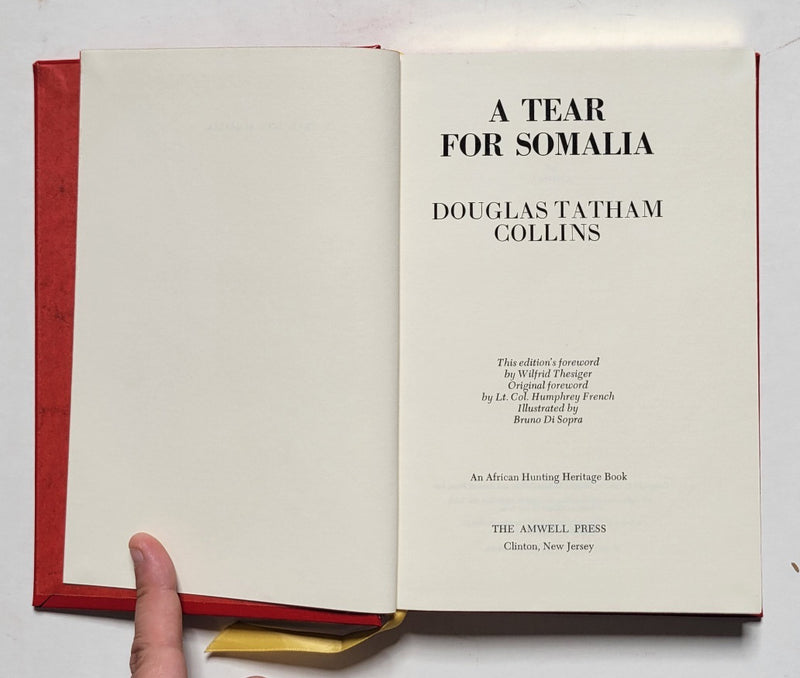 A TEAR
FOR SOMALIA
DOUGLAS TATHAM
COLLINS
This edition's foreword
by Wilfrid Thesiger
Original foreword
by Lt. Col. Humphrey French
Illustrated by
Bruno Di Sopra
An African Hunting Heritage Book
THE AMWELL PRESS
Clinton, New Jersey